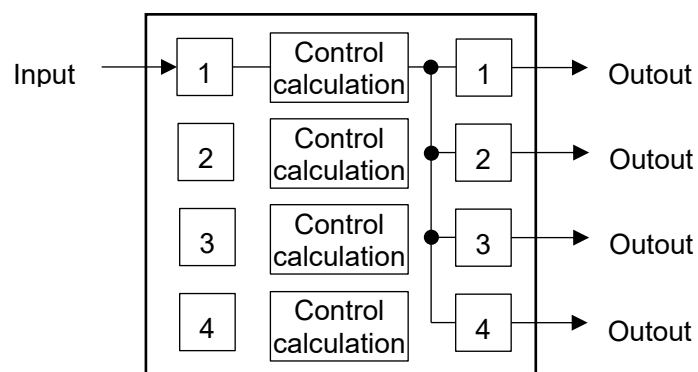 Input
1
Control
calculation
1
Outout
2
Control
calculation
2
Outout
3
Control
calculation
3
Outout
4
Control
calculation
4
Outout